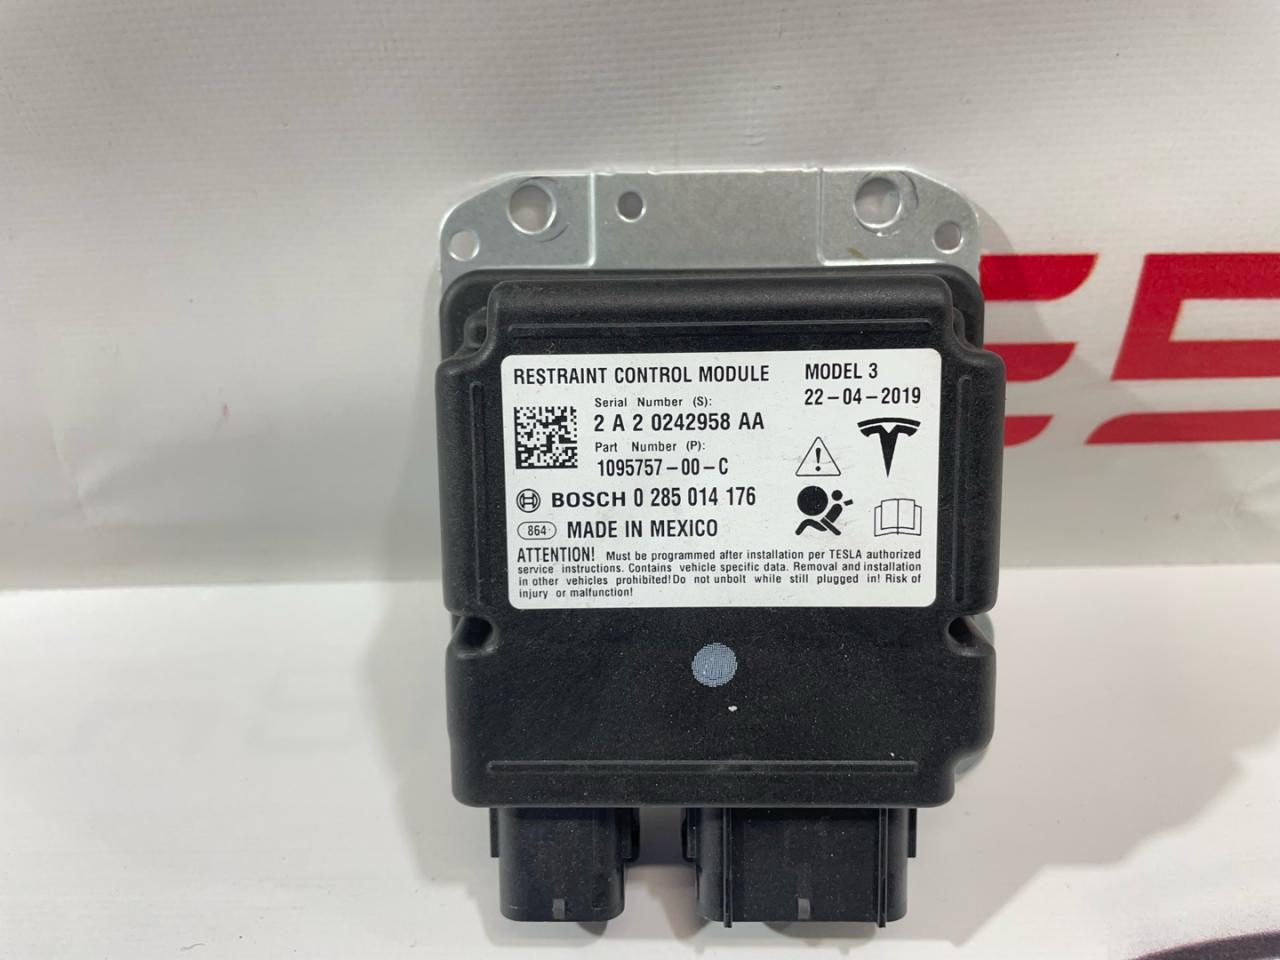 RESTRAINT CONTROL MODULE
MODEL 3
22-04-2019
Serial Number (S):
2 A 2 0242958 AA
Part Number (P):
1095757-00-C
BOSCH 0 285 014 176
864
MADE IN MEXICO
ATTENTION! Must be programmed after installation per TESLA authorized
service instructions. Contains vehicle specific data. Removal and installation
in other vehicles prohibited! Do not unbolt while still plugged in! Risk of
injury or malfunction!